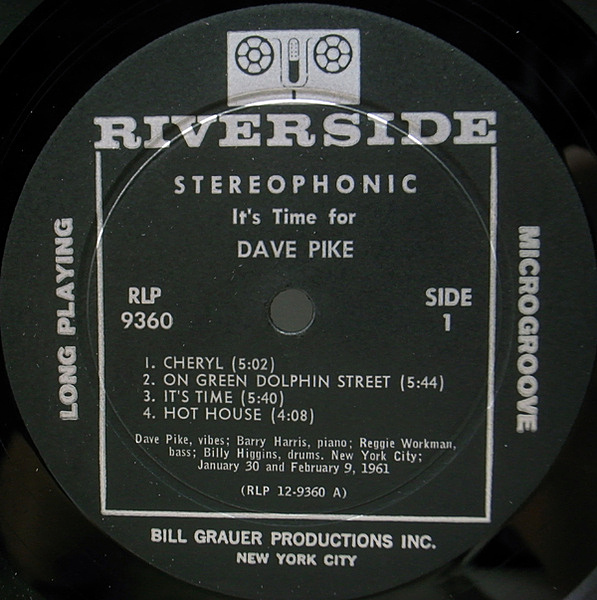 RIVERSIDE
STEREOPHONIC
It's Time for
DAVE PIKE
RLP
9360
SIDE
1
LONG PLAYING
MICROGROOVE
1. CHERYL (5:02)
2. ON GREEN DOLPHIN STREET (5:44)
3. IT'S TIME (5:40)
4. HOT HOUSE (4:08)
Dave Pike, vibes; Barry Harris, piano; Reggie Workman,
bass; Billy Higgins, drums. New York City;
January 30 and February 9, 1961
(RLP 12-9360 A)
BILL GRAUER PRODUCTIONS INC.
NEW YORK CITY